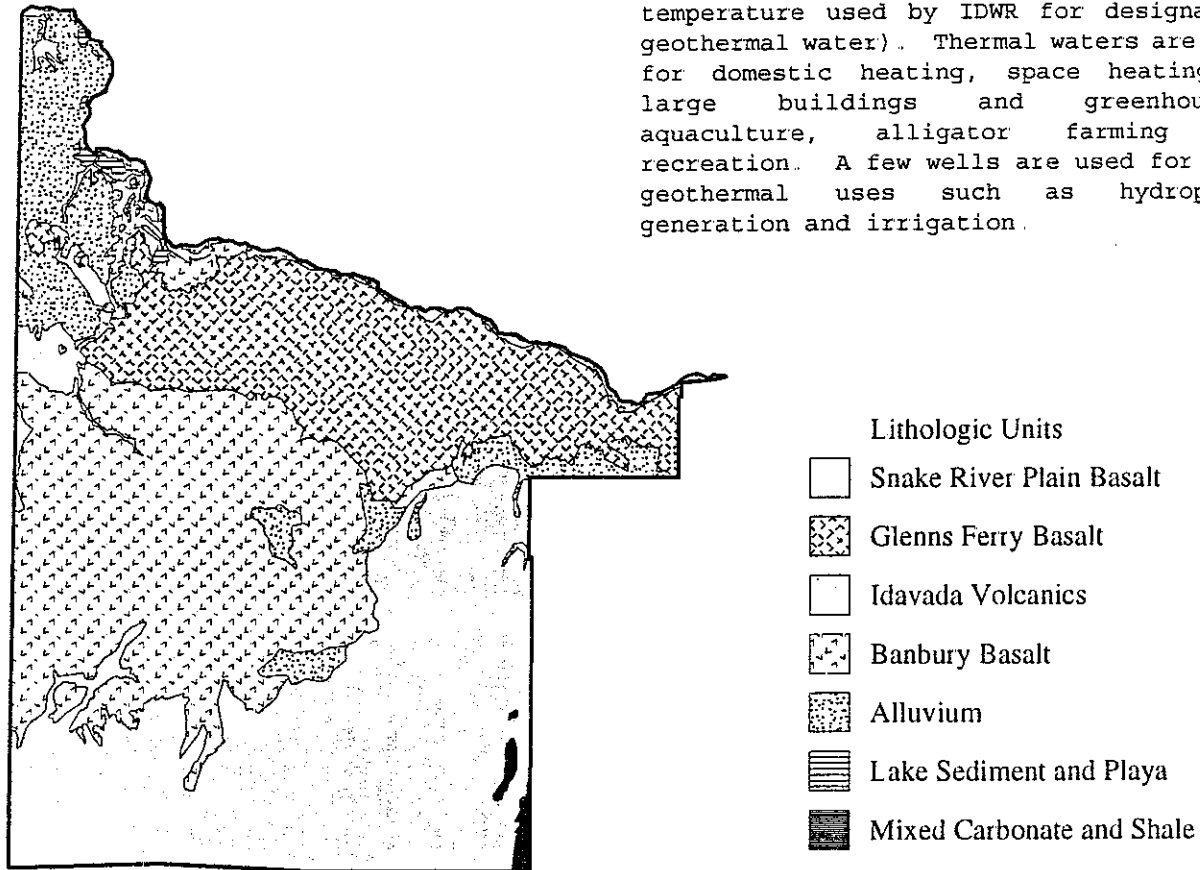 temperature used by IDWR for designa
geothermal water). Thermal waters are
for domestic heating, space heating
large buildings and greenhou
aquaculture, alligator farming
recreation. A few wells are used for
geothermal uses such as hydrop
generation and irrigation.
Lithologic Units
Snake River Plain Basalt
Glenns Ferry Basalt
Idavada Volcanics
Banbury Basalt
Alluvium
Lake Sediment and Playa
Mixed Carbonate and Shale